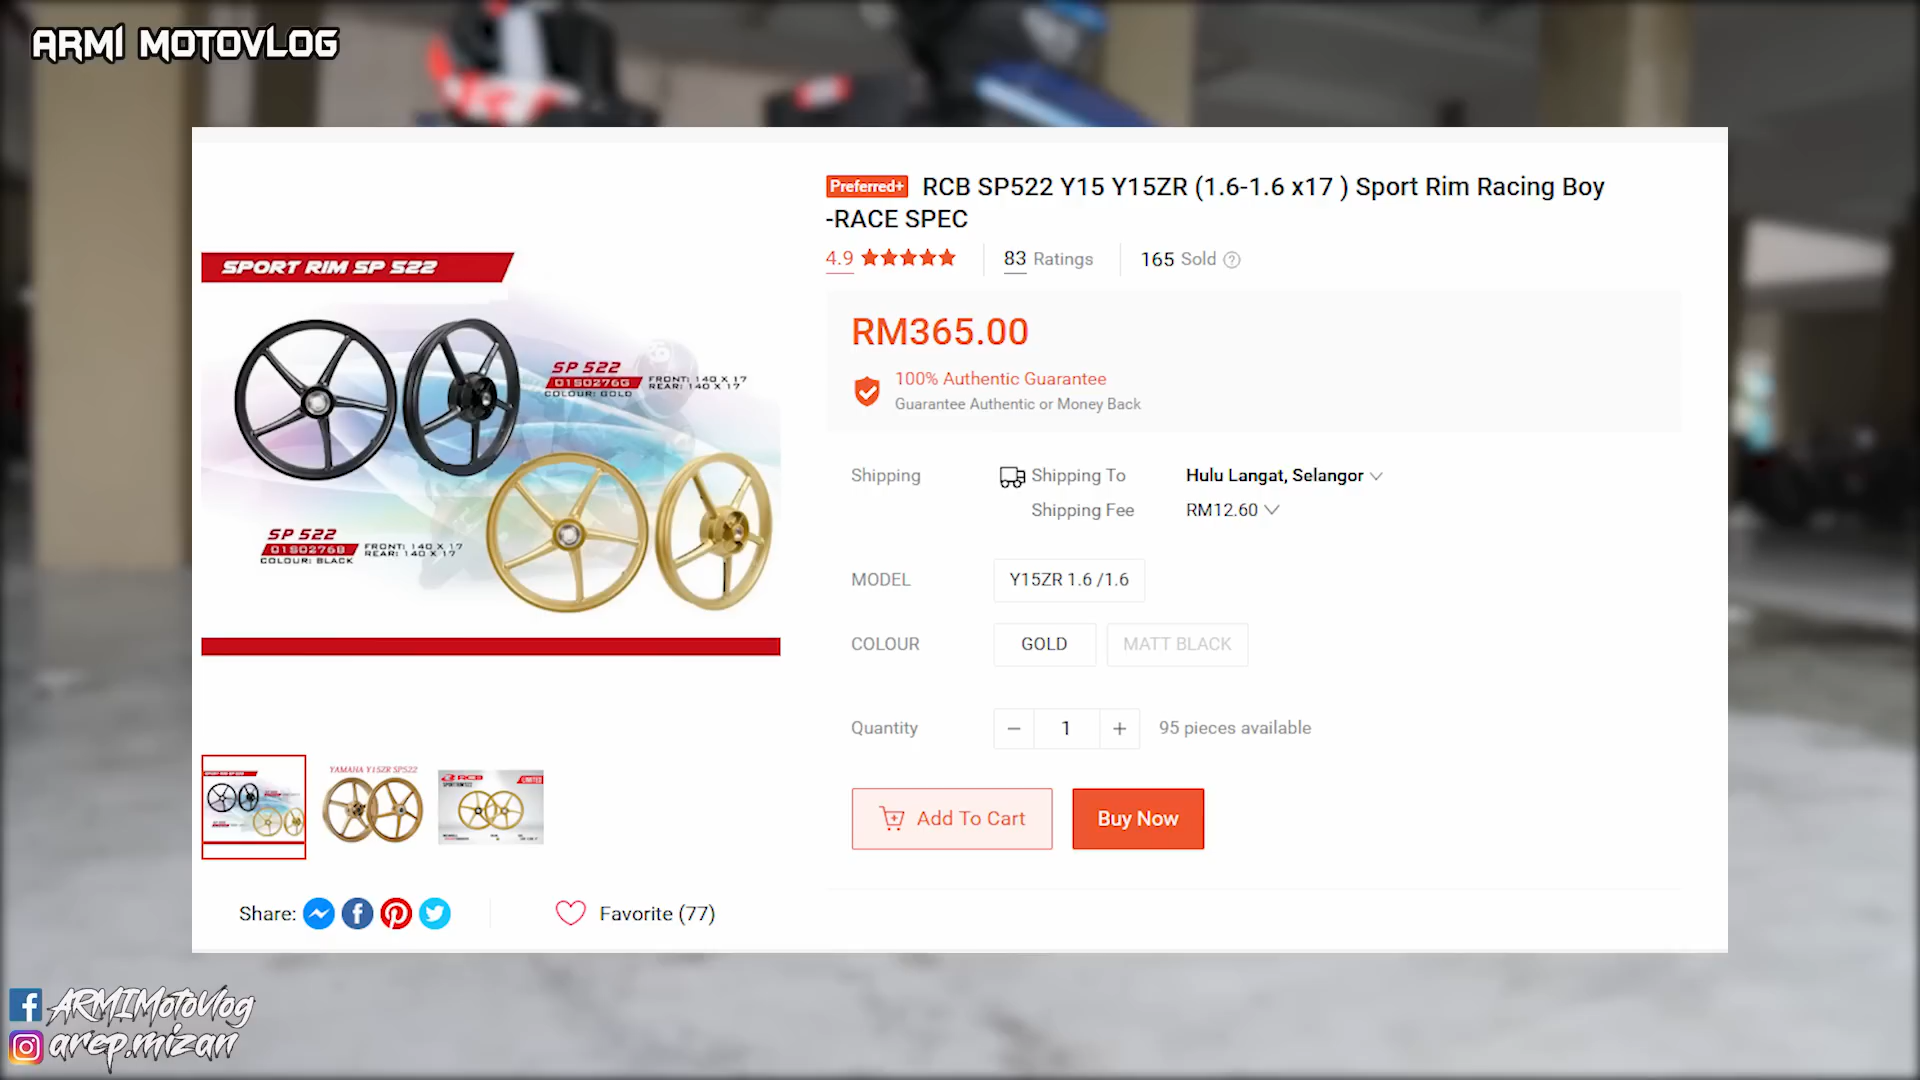 ARMI MOTOVLOG
Preferred+ RCB SP522 Y15 Y15ZR (1.6-1.6 x17 ) Sport Rim Racing Boy
-RACE SPEC
4.9 83 Ratings 165 Sold ?
SPORT RIM SP 522
RM365.00
100% Authentic Guarantee
Guarantee Authentic or Money Back
SP 522
01S0276G
COLOUR: GOLD
FRONT: 140 X 17
REAR: 140 X 17
SP 522
01S0276B
COLOUR: BLACK
FRONT: 140 X 17
REAR: 140 X 17
Shipping Shipping To Hulu Langat, Selangor
Shipping Fee RM12.60
MODEL Y15ZR 1.6 /1.6
COLOUR GOLD MATT BLACK
Quantity - 1 + 95 pieces available
YAMAHA Y15ZR SP522
RCB
LIMITED
Add To Cart Buy Now
Share: Favorite (77)
ARMIMotoVlog
arep.mizan